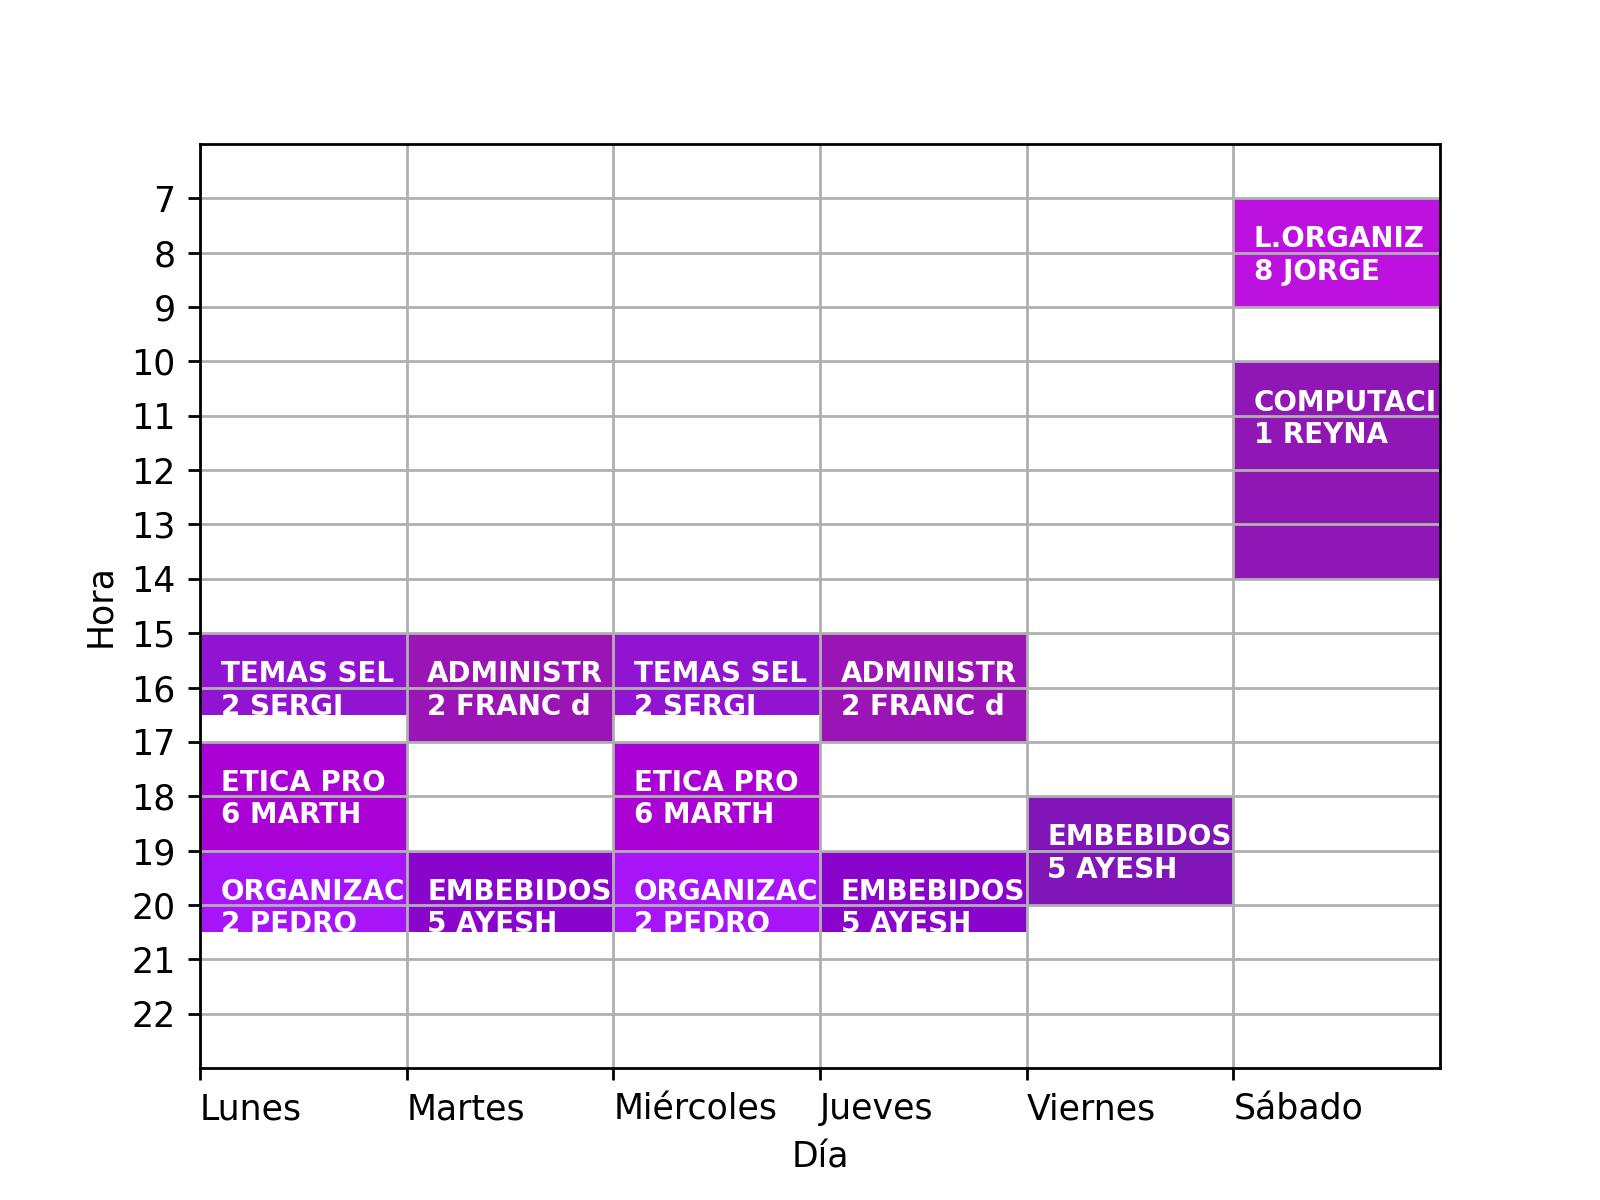 7
L.ORGANIZ
8 JORGE
8
9
10
COMPUTACI
1 REYNA
11
12
13
14
Hora
15
TEMAS SEL
2 SERGI
ADMINISTR
2 FRANC d
TEMAS SEL
2 SERGI
ADMINISTR
2 FRANC d
16
17
ETICA PRO
6 MARTH
ETICA PRO
6 MARTH
18
EMBEBIDOS
5 AYESH
19
ORGANIZAC
2 PEDRO
EMBEBIDOS
5 AYESH
ORGANIZAC
2 PEDRO
EMBEBIDOS
5 AYESH
20
21
22
Lunes Martes Miércoles Jueves Viernes Sábado
Día